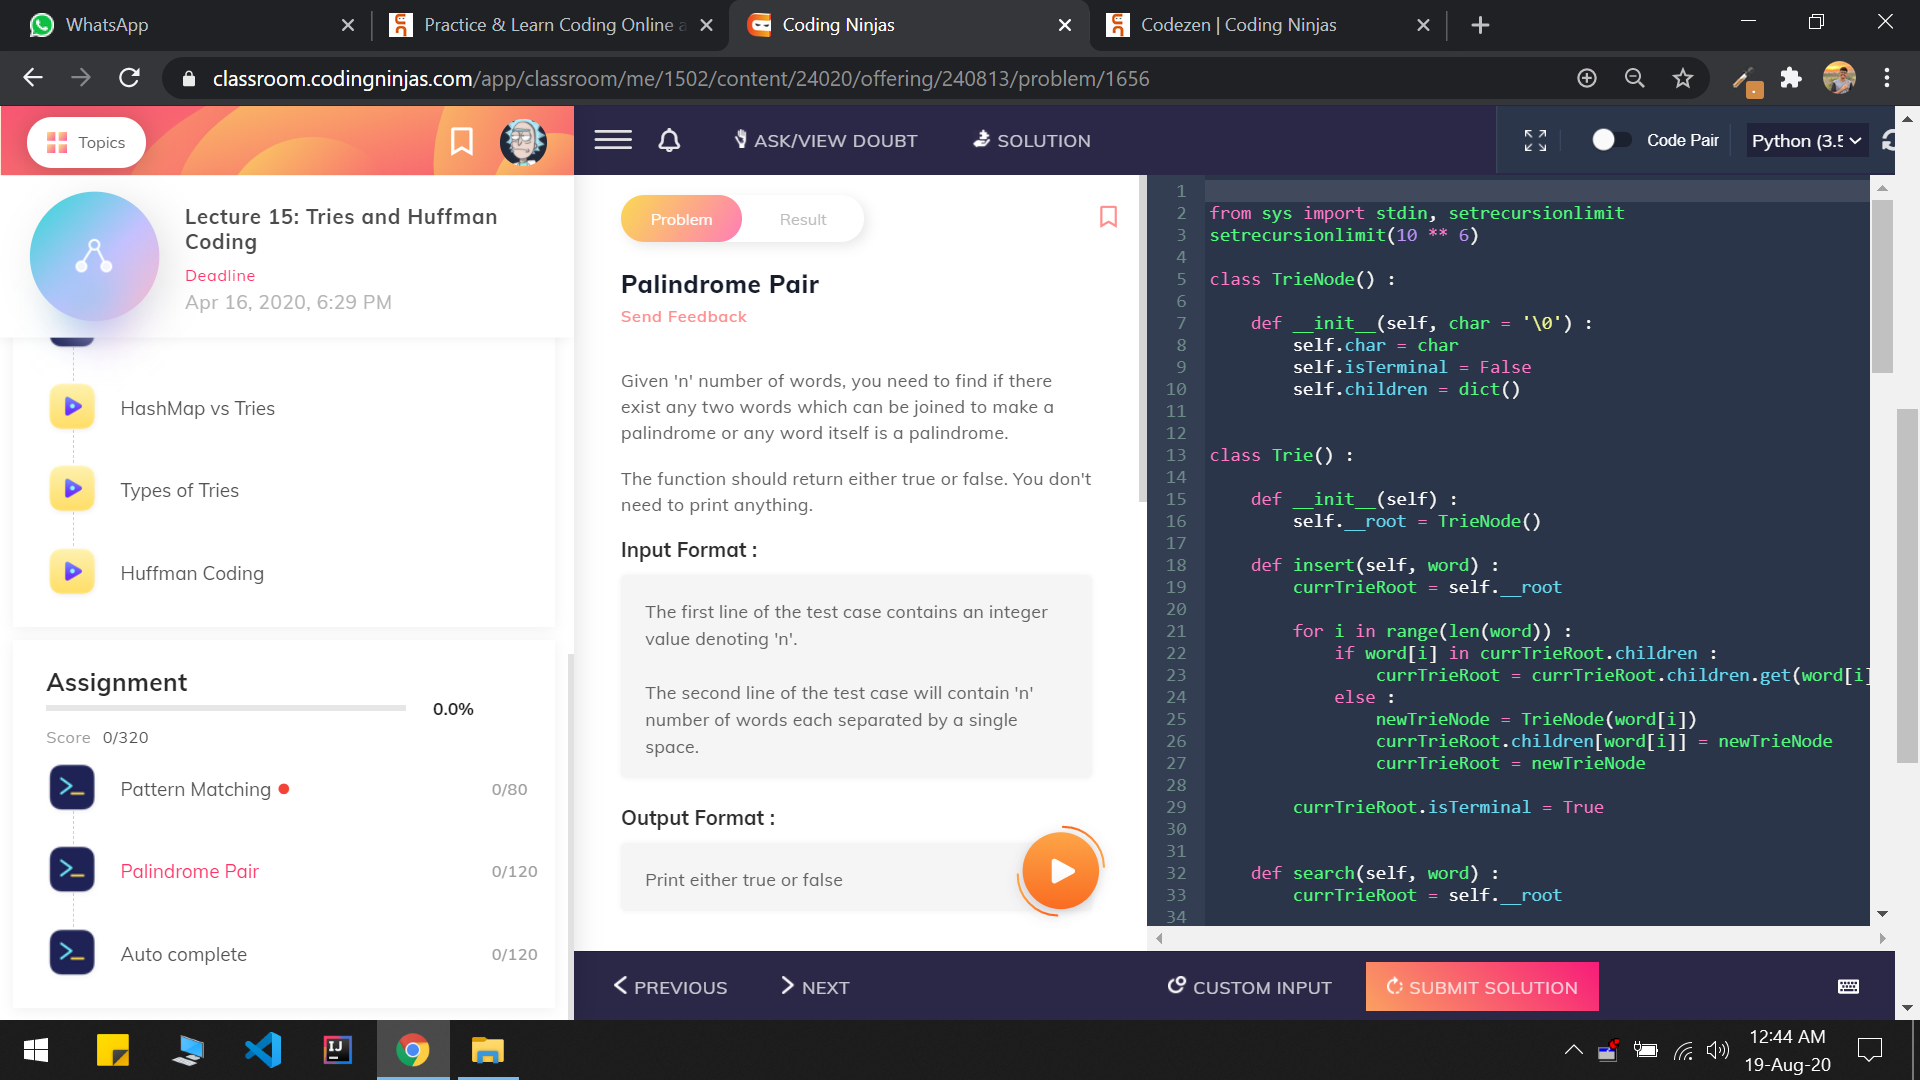 WhatsApp
Practice & Learn Coding Online a
Coding Ninjas
Codezen | Coding Ninjas
classroom.codingninjas.com/app/classroom/me/1502/content/24020/offering/240813/problem/1656
Topics
ASK/VIEW DOUBT
SOLUTION
Code Pair
Python (3.5
Lecture 15: Tries and Huffman
Coding
Deadline
Apr 16, 2020, 6:29 PM
HashMap vs Tries
Types of Tries
Huffman Coding
Assignment
0.0%
Score 0/320
Pattern Matching
0/80
Palindrome Pair
0/120
Auto complete
0/120
Problem
Result
Palindrome Pair
Send Feedback
Given 'n' number of words, you need to find if there
exist any two words which can be joined to make a
palindrome or any word itself is a palindrome.
The function should return either true or false. You don't
need to print anything.
Input Format :
The first line of the test case contains an integer
value denoting 'n'.
The second line of the test case will contain 'n'
number of words each separated by a single
space.
Output Format :
Print either true or false
1
2 from sys import stdin, setrecursionlimit
3 setrecursionlimit(10 ** 6)
4
5 class TrieNode() :
6
7 def __init__(self, char = '\0') :
8 self.char = char
9 self.isTerminal = False
10 self.children = dict()
11
12
13 class Trie() :
14
15 def __init__(self) :
16 self.__root = TrieNode()
17
18 def insert(self, word) :
19 currTrieRoot = self.__root
20
21 for i in range(len(word)) :
22 if word[i] in currTrieRoot.children :
23 currTrieRoot = currTrieRoot.children.get(word[i]
24 else :
25 newTrieNode = TrieNode(word[i])
26 currTrieRoot.children[word[i]] = newTrieNode
27 currTrieRoot = newTrieNode
28
29 currTrieRoot.isTerminal = True
30
31
32 def search(self, word) :
33 currTrieRoot = self.__root
34
PREVIOUS
NEXT
CUSTOM INPUT
SUBMIT SOLUTION
12:44 AM
19-Aug-20